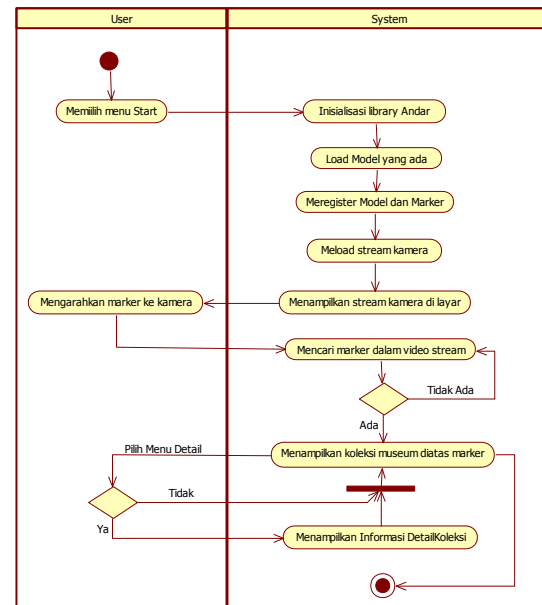 User
System
Memiilih menu Start
Inisialisasi library Andar
Load Model yang ada
Meregister Model dan Marker
Meload stream kamera
Mengarahkan marker ke kamera
Menampilkan stream kamera di layar
Mencari marker dalam video stream
Tidak Ada
Ada
Pilih Menu Detail
Menampilkan koleksi museum diatas marker
Tidak
Ya
Menampilkan Informasi DetailKoleksi